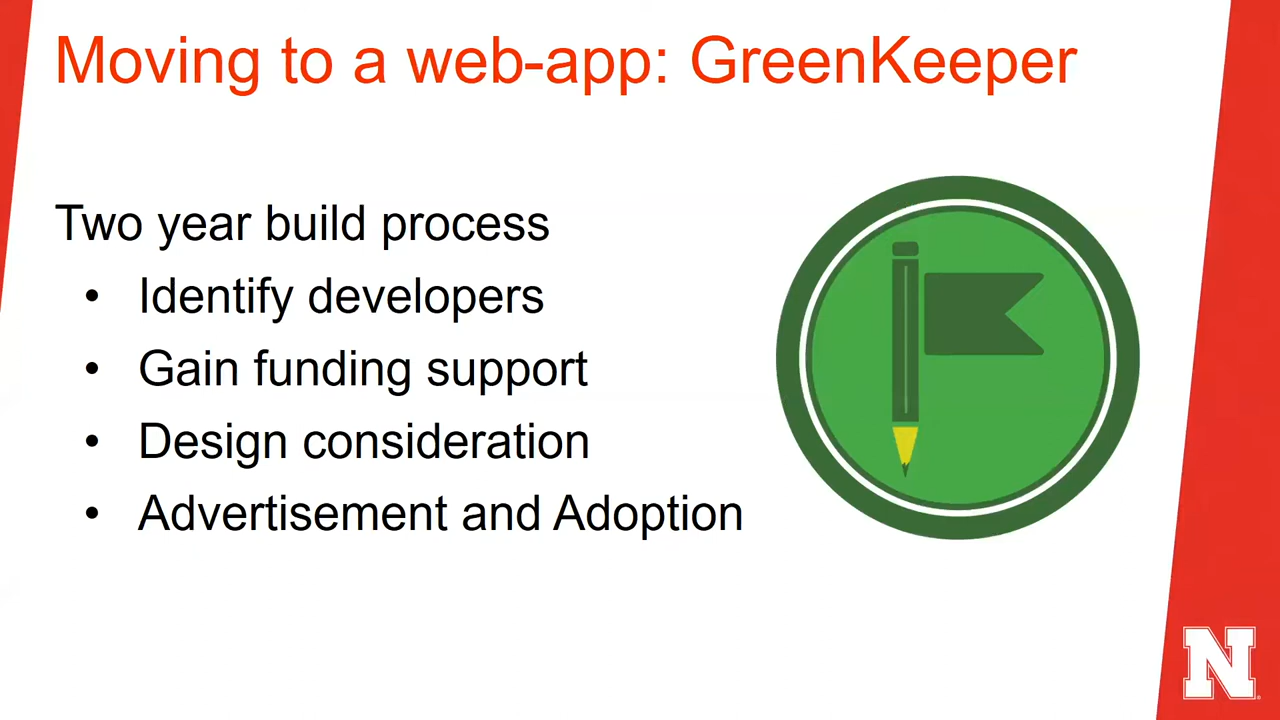 Moving to a web-app: GreenKeeper
Two year build process
• Identify developers
• Gain funding support
• Design consideration
• Advertisement and Adoption
N